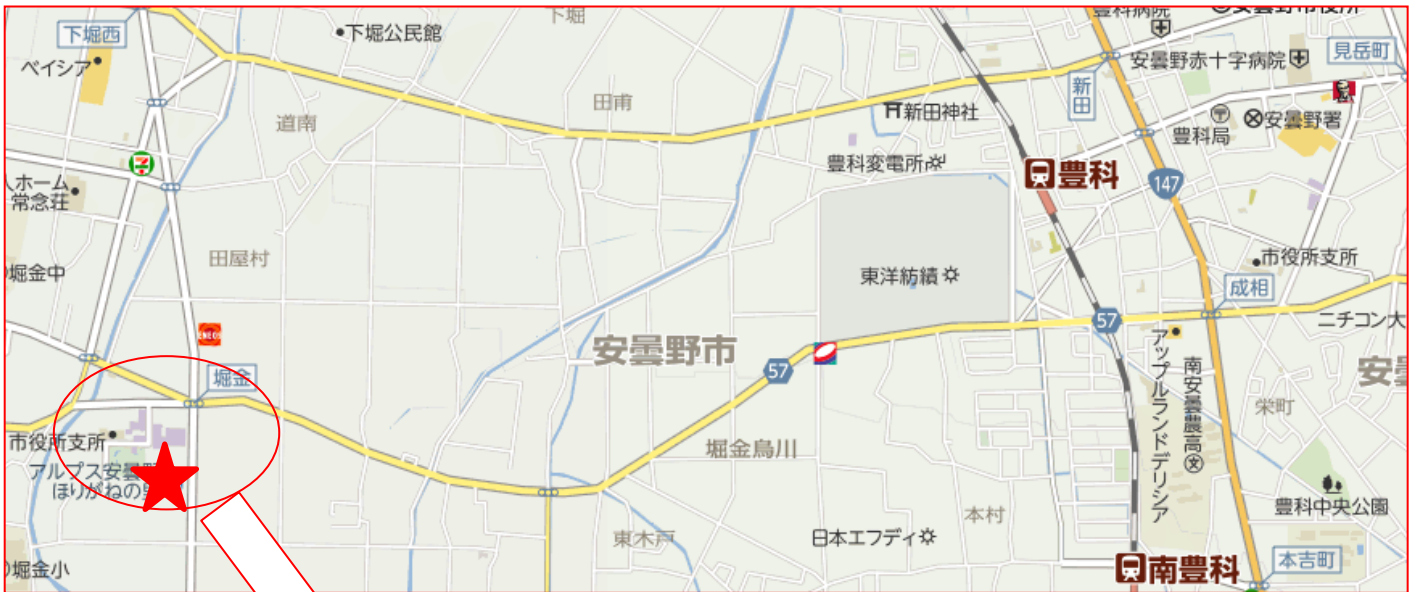 下堀
豊科病院
安曇野市役所
下堀西
下堀公民館
ベイシア
安曇野赤十字病院
見岳町
新田
田甫
道南
新田神社
豊科局
安曇野署
豊科変電所
豊科
147
人ホーム
常念荘
田屋村
堀金中
東洋紡績
市役所支所
成相
ENEOS
57
ニチコン大
安曇野市
57
アップルランドデリシア
南安曇農高
安曇
堀金
栄町
市役所支所
堀金烏川
アルプス安曇野
ほりがねの里
豊科中央公園
本村
東木戸
日本エフディ
本吉町
南豊科
堀金小